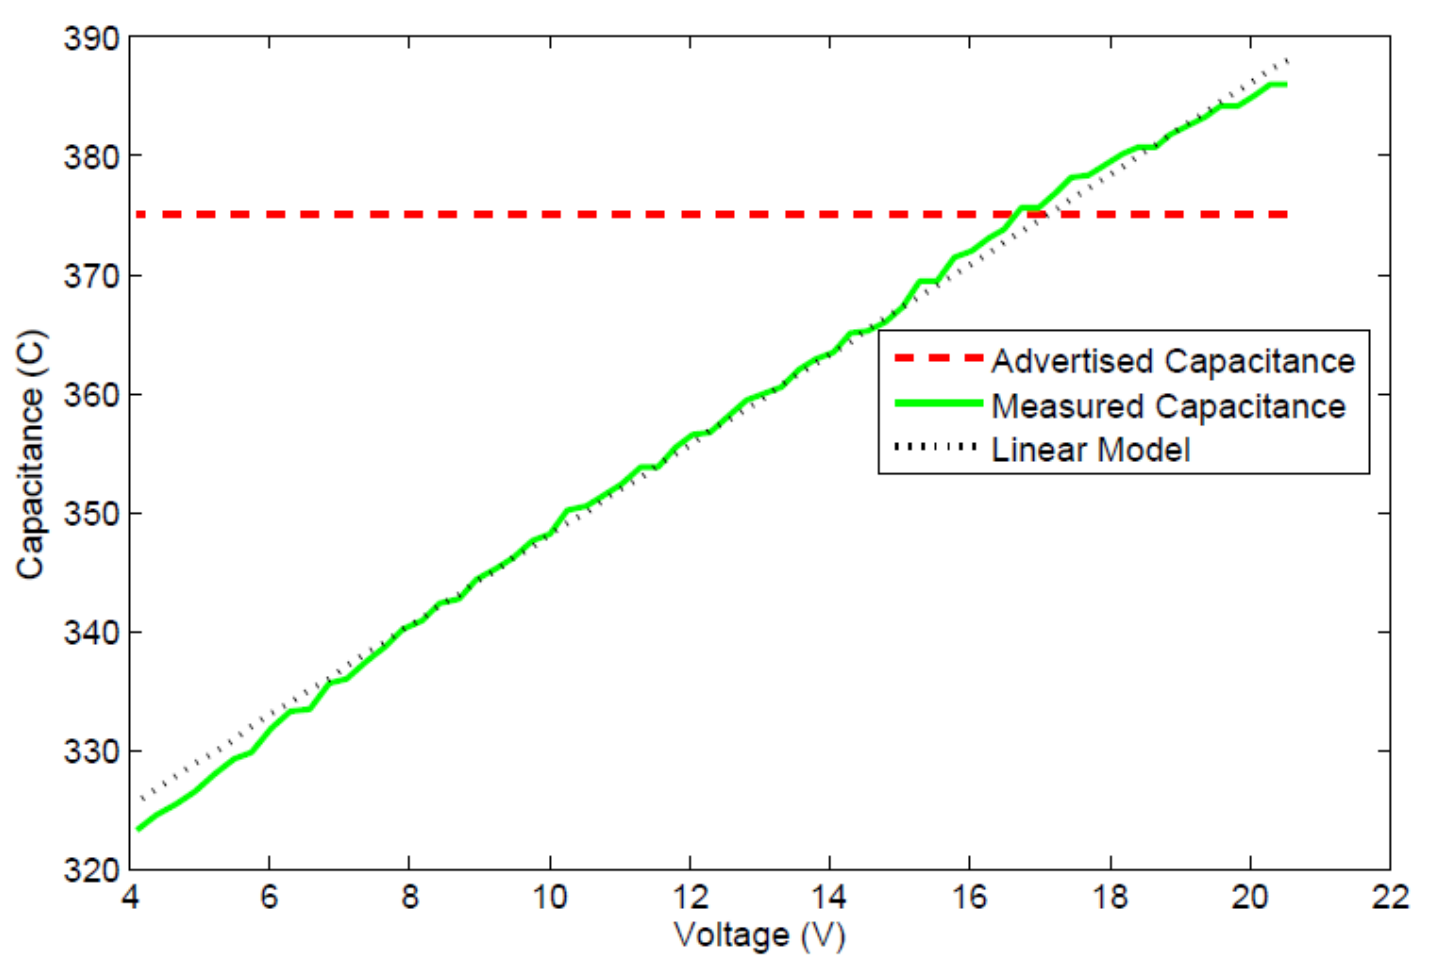 390
380
370
360
350
340
330
320
Capacitance (C)
Advertised Capacitance
Measured Capacitance
Linear Model
4 6 8 10 12 14 16 18 20 22
Voltage (V)